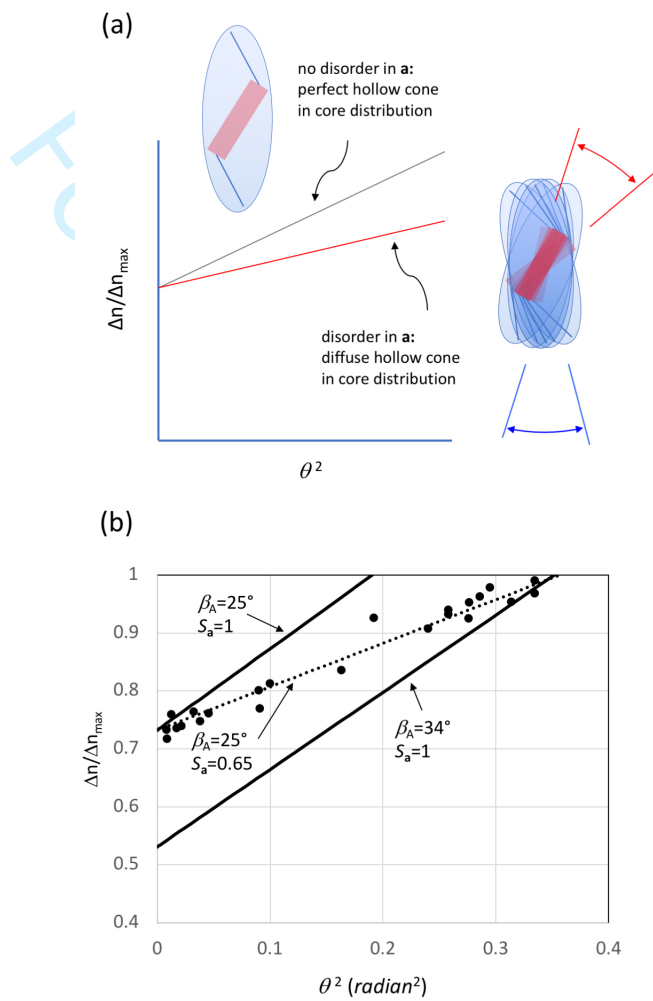 (a)
no disorder in a:
perfect hollow cone
in core distribution
Δn/Δnmax
disorder in a:
diffuse hollow cone
in core distribution
θ 2
(b)
1
0.9
0.8
0.7
0.6
0.5
0.4
Δn/Δnmax
βA=25°
Sa=1
βA=25°
Sa=0.65
βA=34°
Sa=1
0
0.1
0.2
0.3
0.4
θ 2 (radian2)